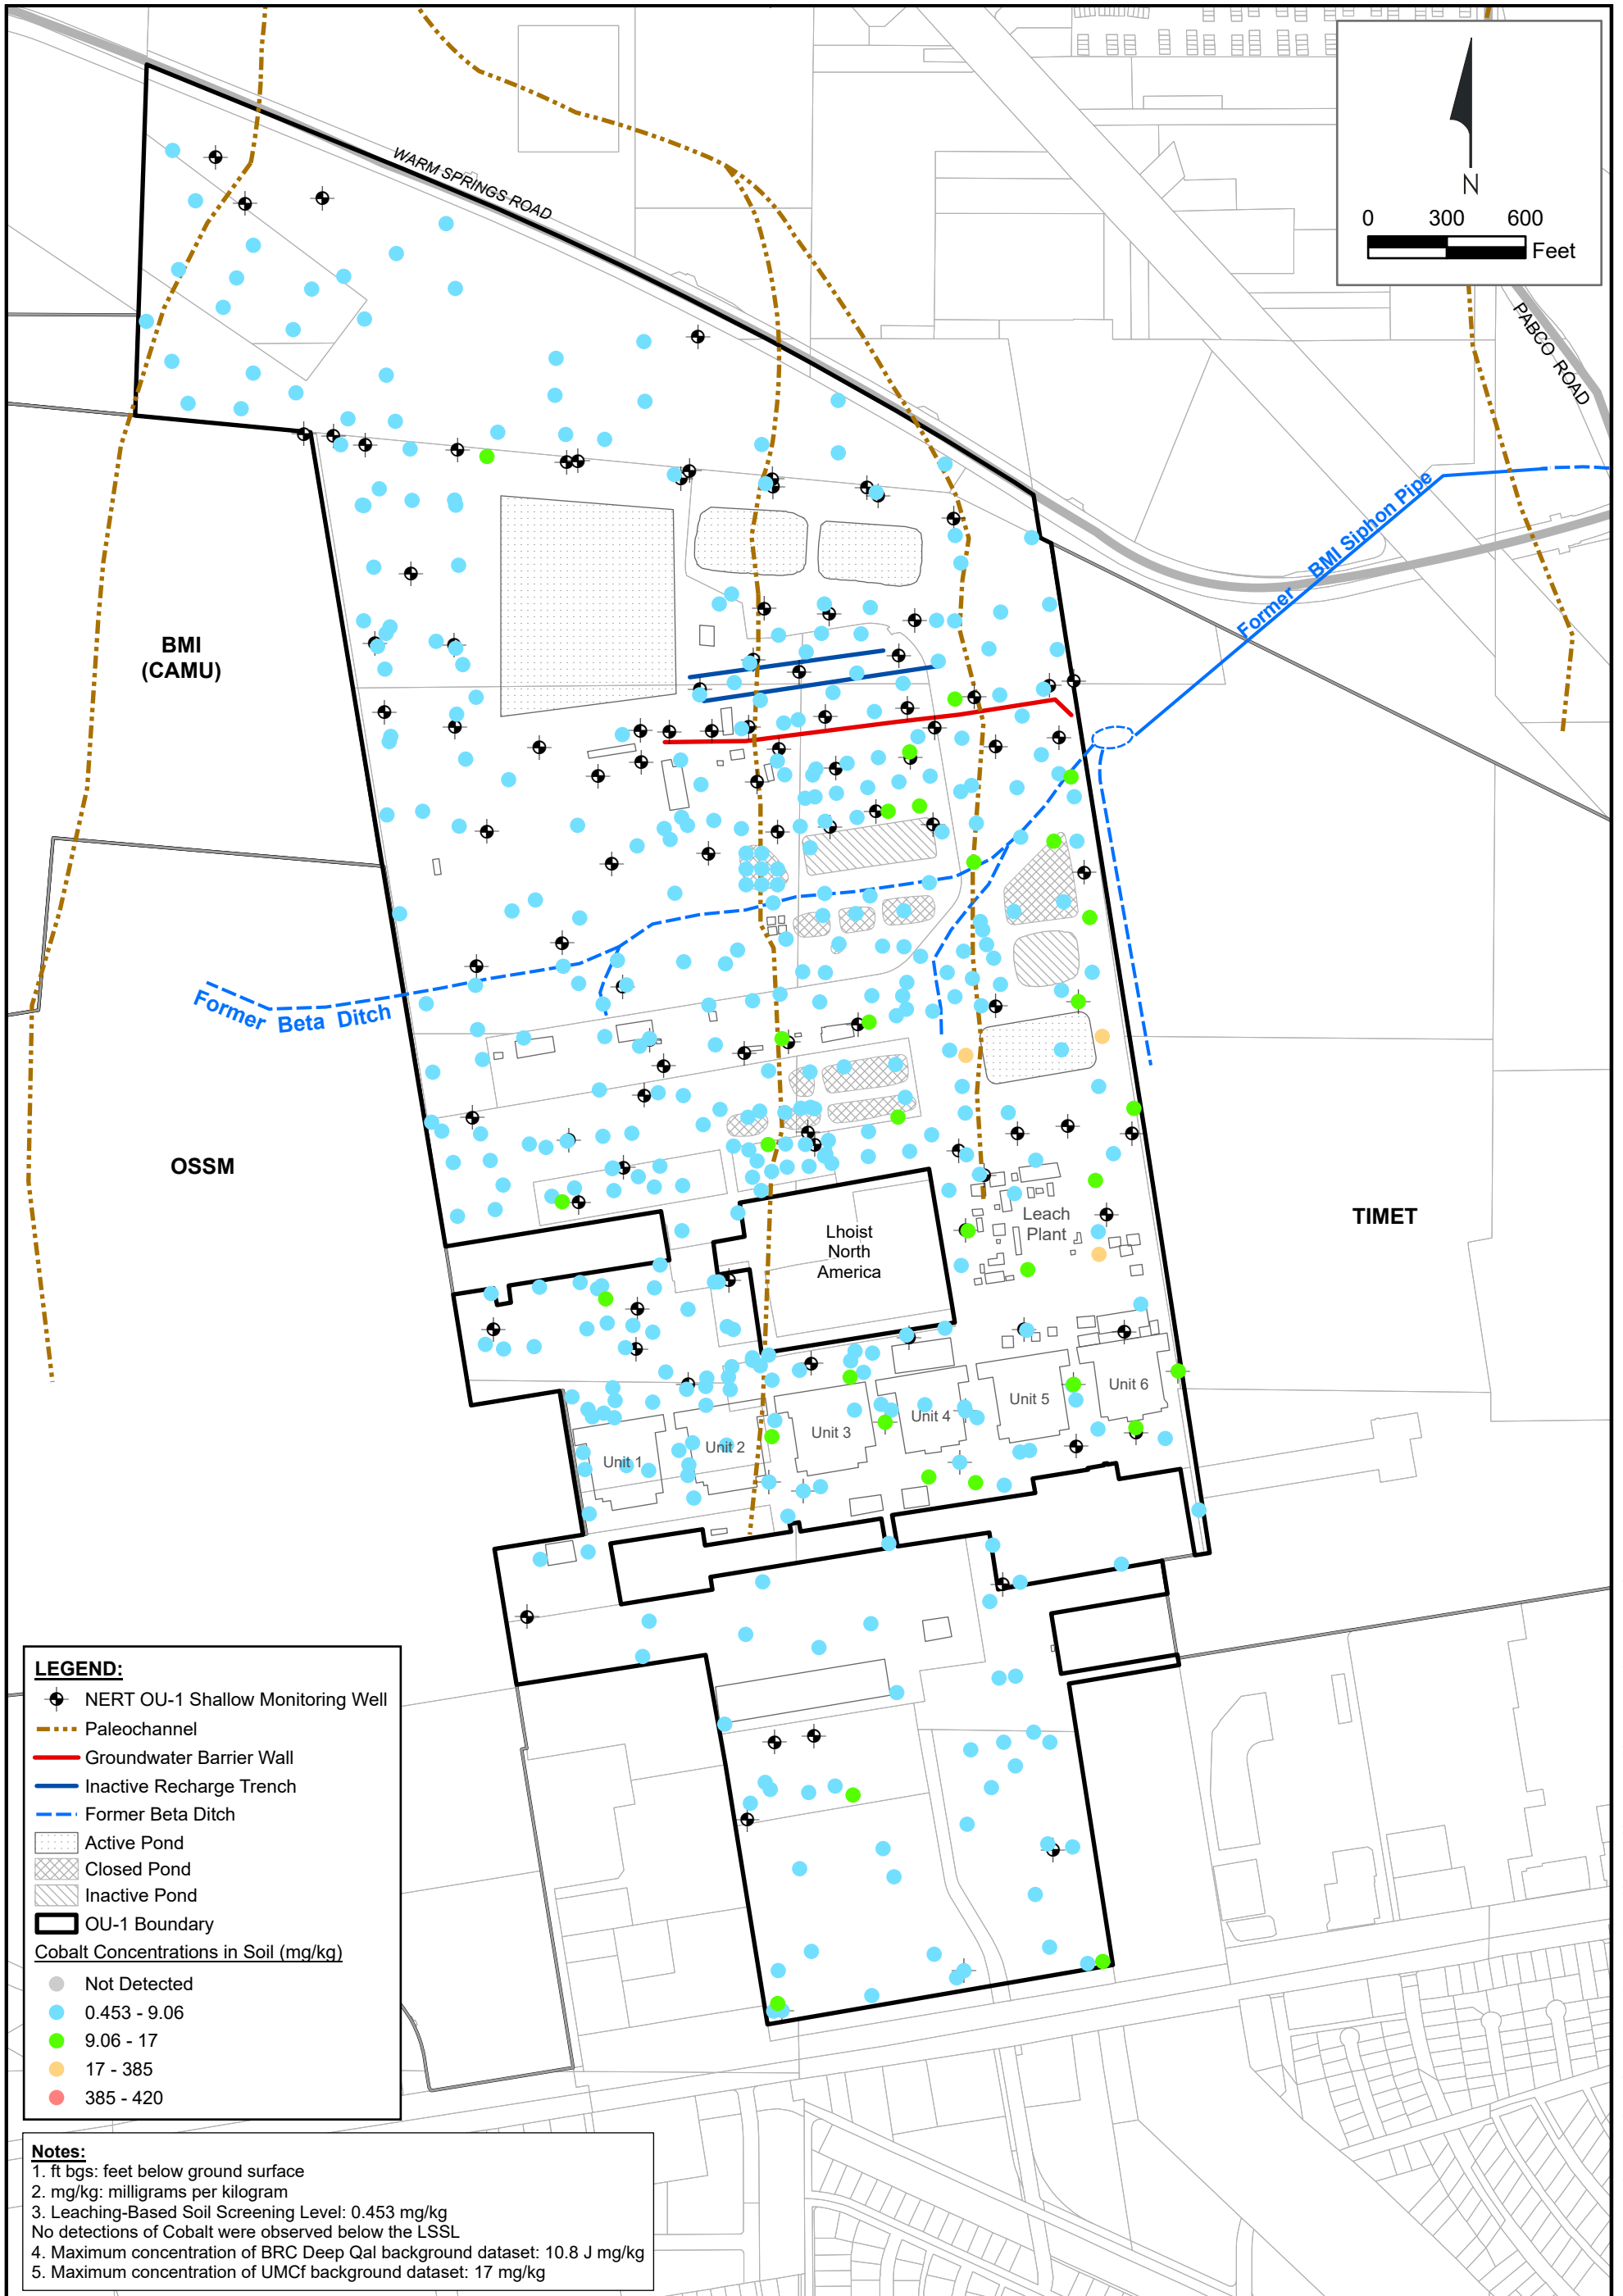 WARM SPRINGS ROAD
N
0 300 600
Feet
PABCO ROAD
Former BMI Siphon Pipe
BMI
(CAMU)
Former Beta Ditch
OSSM
TIMET
Lhoist
North
America
Leach
Plant
Unit 1
Unit 2
Unit 3
Unit 4
Unit 5
Unit 6
LEGEND:
NERT OU-1 Shallow Monitoring Well
Paleochannel
Groundwater Barrier Wall
Inactive Recharge Trench
Former Beta Ditch
Active Pond
Closed Pond
Inactive Pond
OU-1 Boundary
Cobalt Concentrations in Soil (mg/kg)
Not Detected
0.453 - 9.06
9.06 - 17
17 - 385
385 - 420
Notes:
1. ft bgs: feet below ground surface
2. mg/kg: milligrams per kilogram
3. Leaching-Based Soil Screening Level: 0.453 mg/kg
No detections of Cobalt were observed below the LSSL
4. Maximum concentration of BRC Deep Qal background dataset: 10.8 J mg/kg
5. Maximum concentration of UMCf background dataset: 17 mg/kg